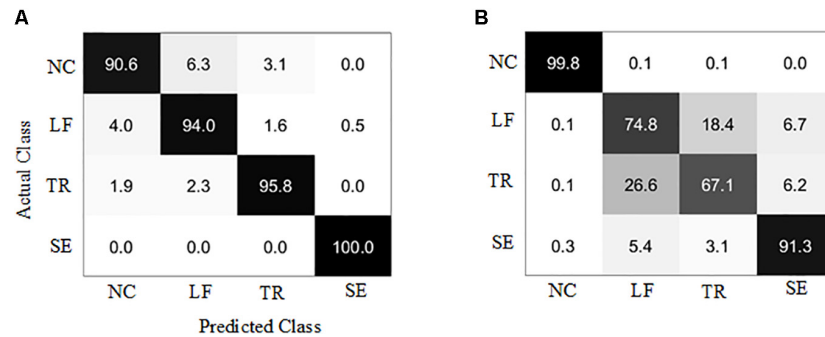 A
B
NC 90.6 6.3 3.1 0.0
LF 4.0 94.0 1.6 0.5
TR 1.9 2.3 95.8 0.0
SE 0.0 0.0 0.0 100.0
NC LF TR SE
Actual Class
Predicted Class
NC 99.8 0.1 0.1 0.0
LF 0.1 74.8 18.4 6.7
TR 0.1 26.6 67.1 6.2
SE 0.3 5.4 3.1 91.3
NC LF TR SE